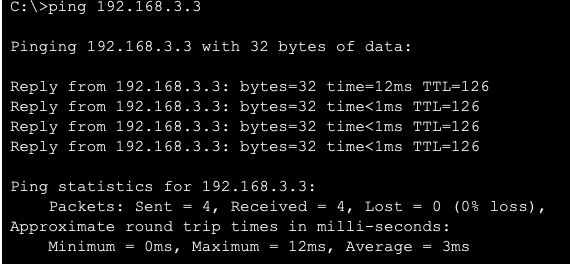 C:\>ping 192.168.3.3
Pinging 192.168.3.3 with 32 bytes of data:
Reply from 192.168.3.3: bytes=32 time=12ms TTL=126
Reply from 192.168.3.3: bytes=32 time<1ms TTL=126
Reply from 192.168.3.3: bytes=32 time<1ms TTL=126
Reply from 192.168.3.3: bytes=32 time<1ms TTL=126
Ping statistics for 192.168.3.3:
Packets: Sent = 4, Received = 4, Lost = 0 (0% loss),
Approximate round trip times in milli-seconds:
Minimum = 0ms, Maximum = 12ms, Average = 3ms